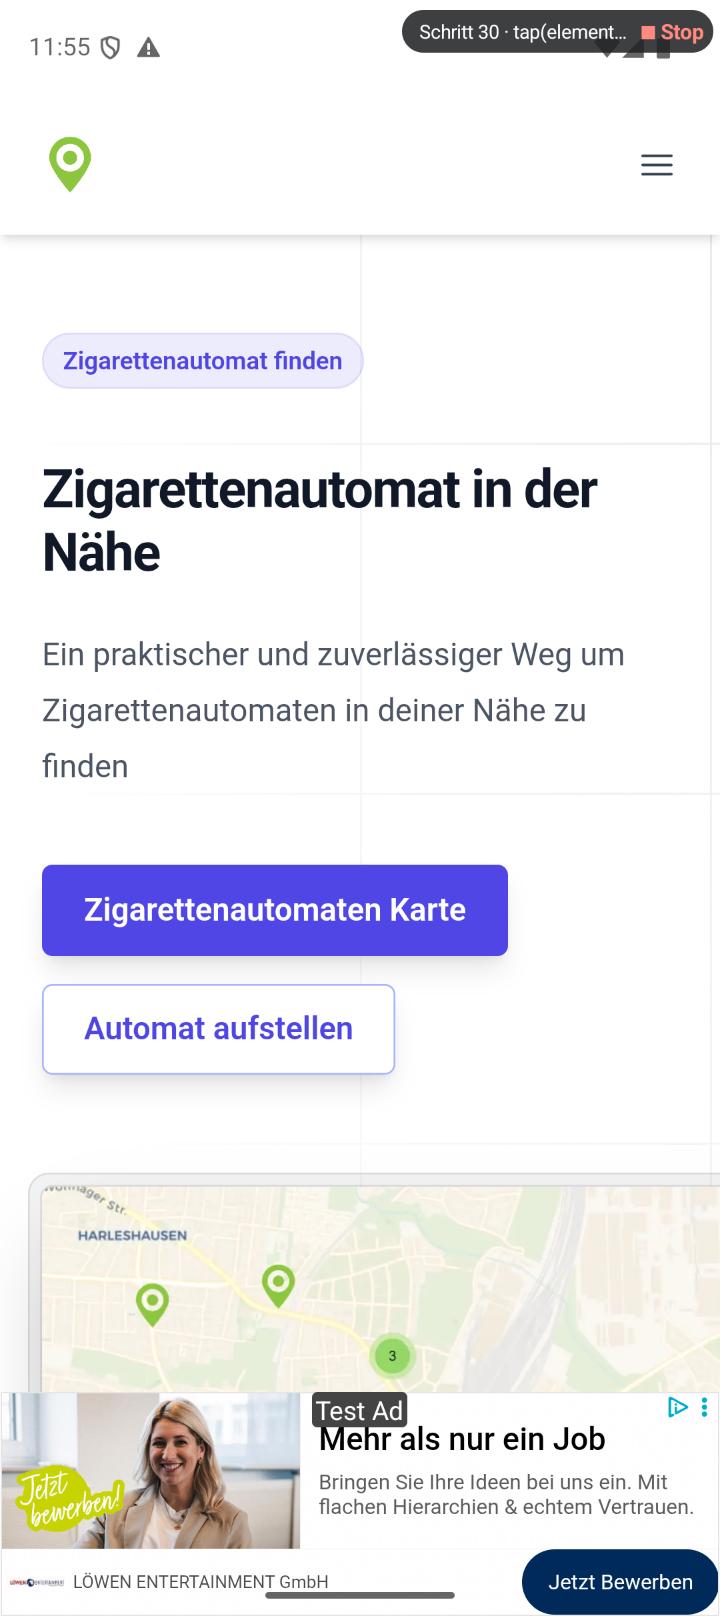 11:55
Schritt 30 · tap(element... Stop
Zigarettenautomat finden
Zigarettenautomat in der
Nähe
Ein praktischer und zuverlässiger Weg um
Zigarettenautomaten in deiner Nähe zu
finden
Zigarettenautomaten Karte
Automat aufstellen
HARLESHAUSEN
3
Test Ad
Mehr als nur ein Job
Bringen Sie Ihre Ideen bei uns ein. Mit
flachen Hierarchien & echtem Vertrauen.
Jetzt
bewerben!
LÖWEN ENTERTAINMENT GmbH
Jetzt Bewerben